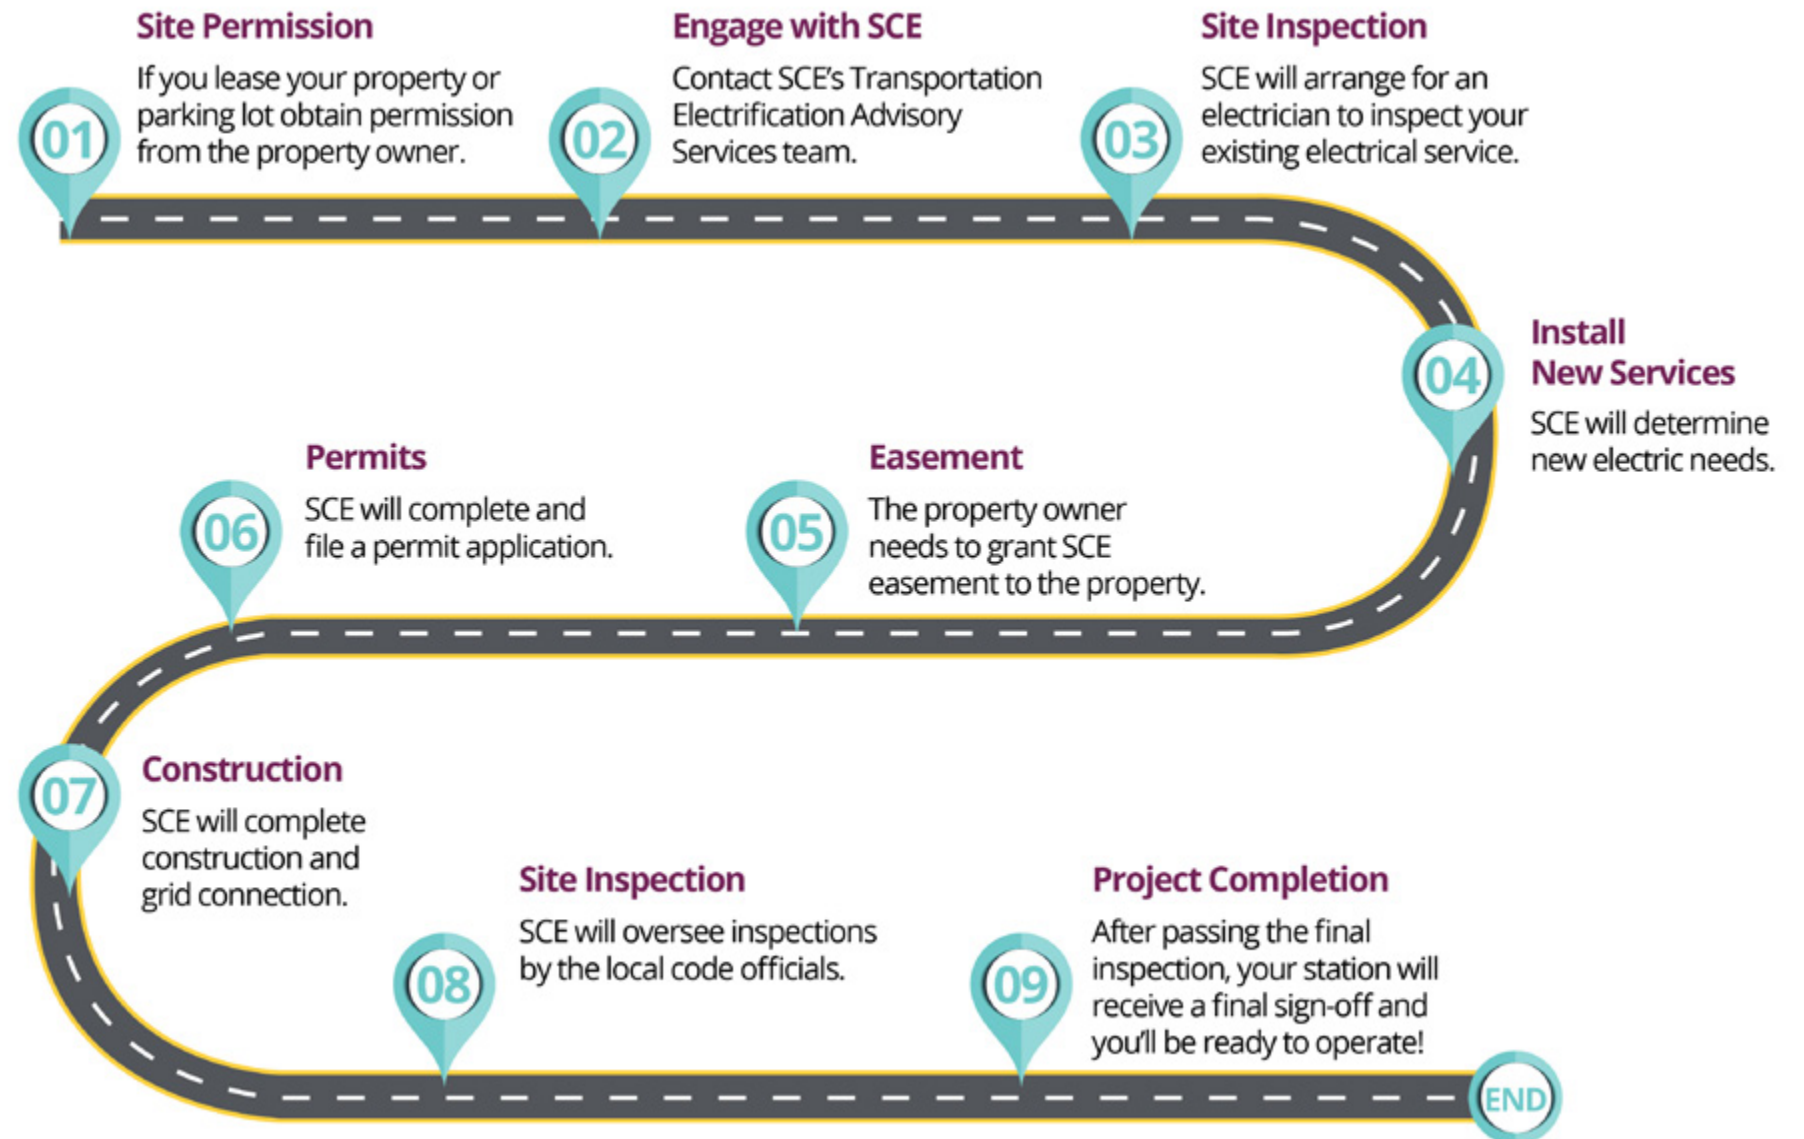 01
Site Permission
If you lease your property or
parking lot obtain permission
from the property owner.
02
Engage with SCE
Contact SCE's Transportation
Electrification Advisory
Services team.
03
Site Inspection
SCE will arrange for an
electrician to inspect your
existing electrical service.
04
Install
New Services
SCE will determine
new electric needs.
05
Easement
The property owner
needs to grant SCE
easement to the property.
06
Permits
SCE will complete and
file a permit application.
07
Construction
SCE will complete
construction and
grid connection.
08
Site Inspection
SCE will oversee inspections
by the local code officials.
09
Project Completion
After passing the final
inspection, your station will
receive a final sign-off and
you'll be ready to operate!
END